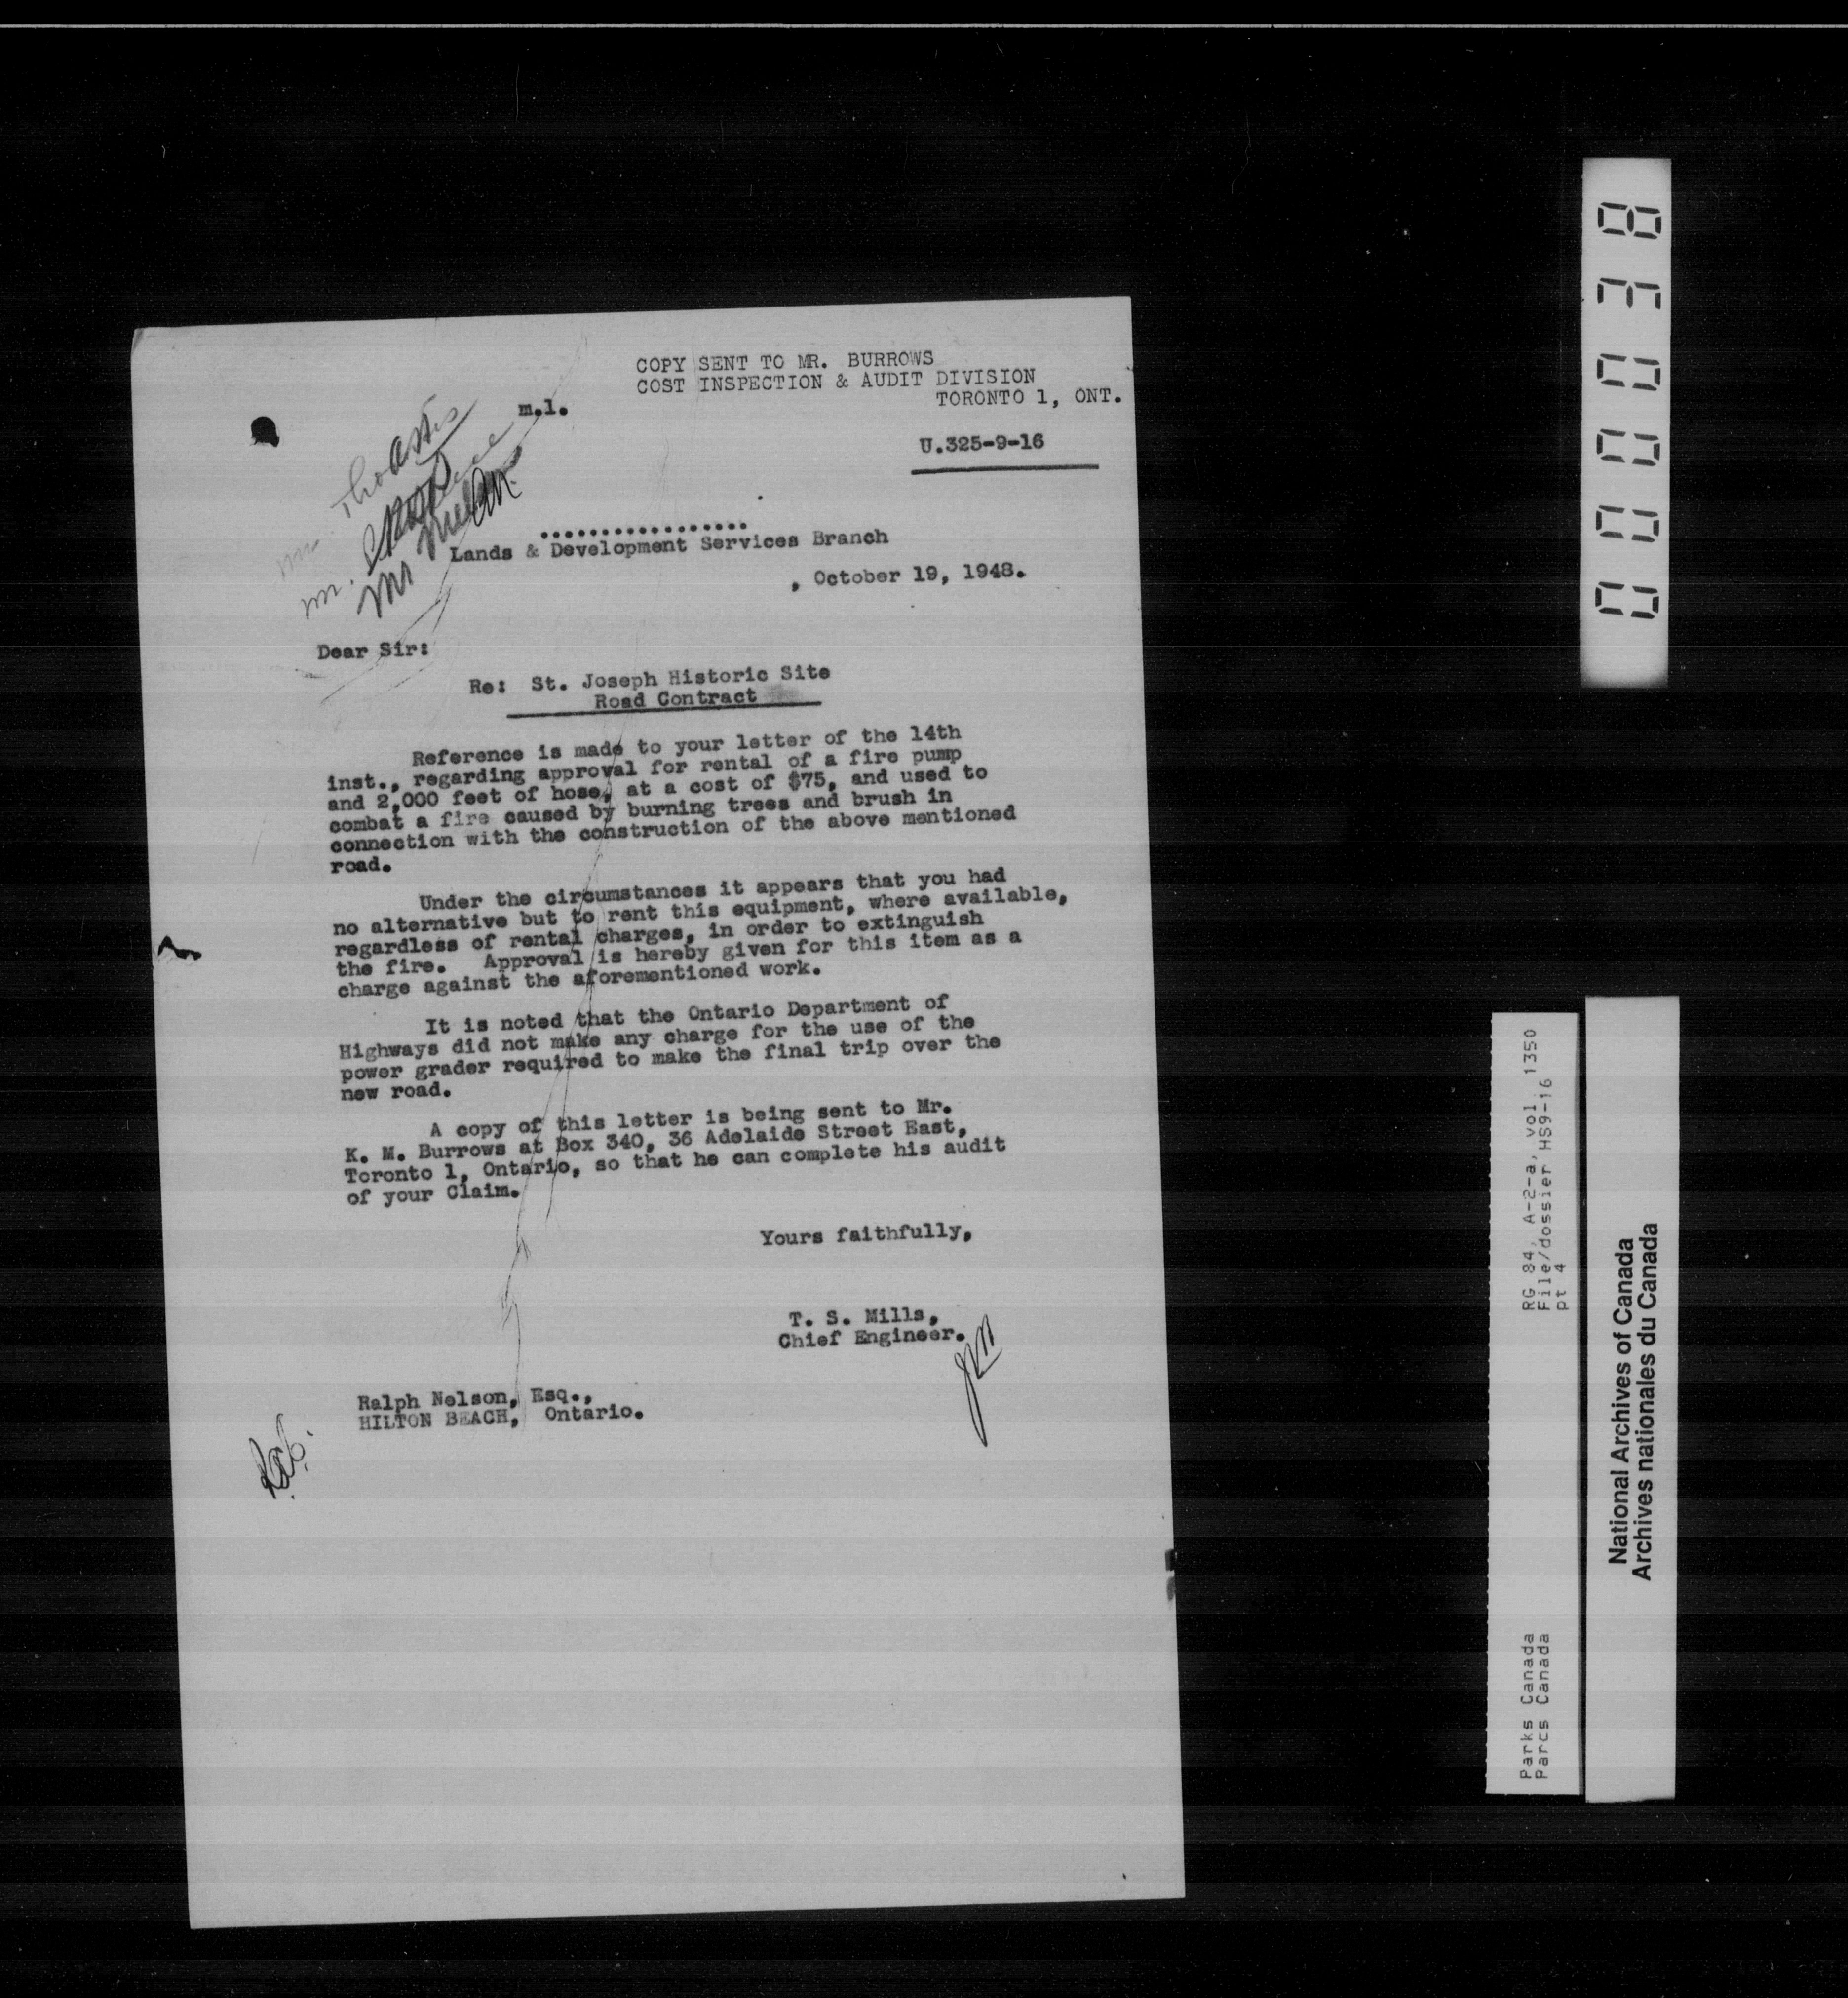 COPY SENT TO MR. BURROWS
COST INSPECTION & AUDIT DIVISION
TORONTO 1, ONT.
m.l.
U.325-9-16
Mr.
Mr.
Mr
..................
Lands & Development Services Branch
, October 19, 1948.
Dear Sir:
Re: St. Joseph Historic Site
Road Contract
Reference is made to your letter of the 14th
inst., regarding approval for rental of a fire pump
and 2,000 feet of hose, at a cost of $75, and used to
combat a fire caused by burning trees and brush in
connection with the construction of the above mentioned
road.
Under the circumstances it appears that you had
no alternative but to rent this equipment, where available,
regardless of rental charges, in order to extinguish
the fire. Approval is hereby given for this item as a
charge against the aforementioned work.
It is noted that the Ontario Department of
Highways did not make any charge for the use of the
power grader required to make the final trip over the
new road.
A copy of this letter is being sent to Mr.
K. M. Burrows at Box 340, 36 Adelaide Street East,
Toronto 1, Ontario, so that he can complete his audit
of your Claim.
Yours faithfully,
T. S. Mills,
Chief Engineer.
Ralph Nelson, Esq.,
HILTON BEACH, Ontario.
000038
RG 84, A-2-a, vol. 1350
File/dossier HS9-16
pt 4
Parks Canada
Parcs Canada
National Archives of Canada
Archives nationales du Canada